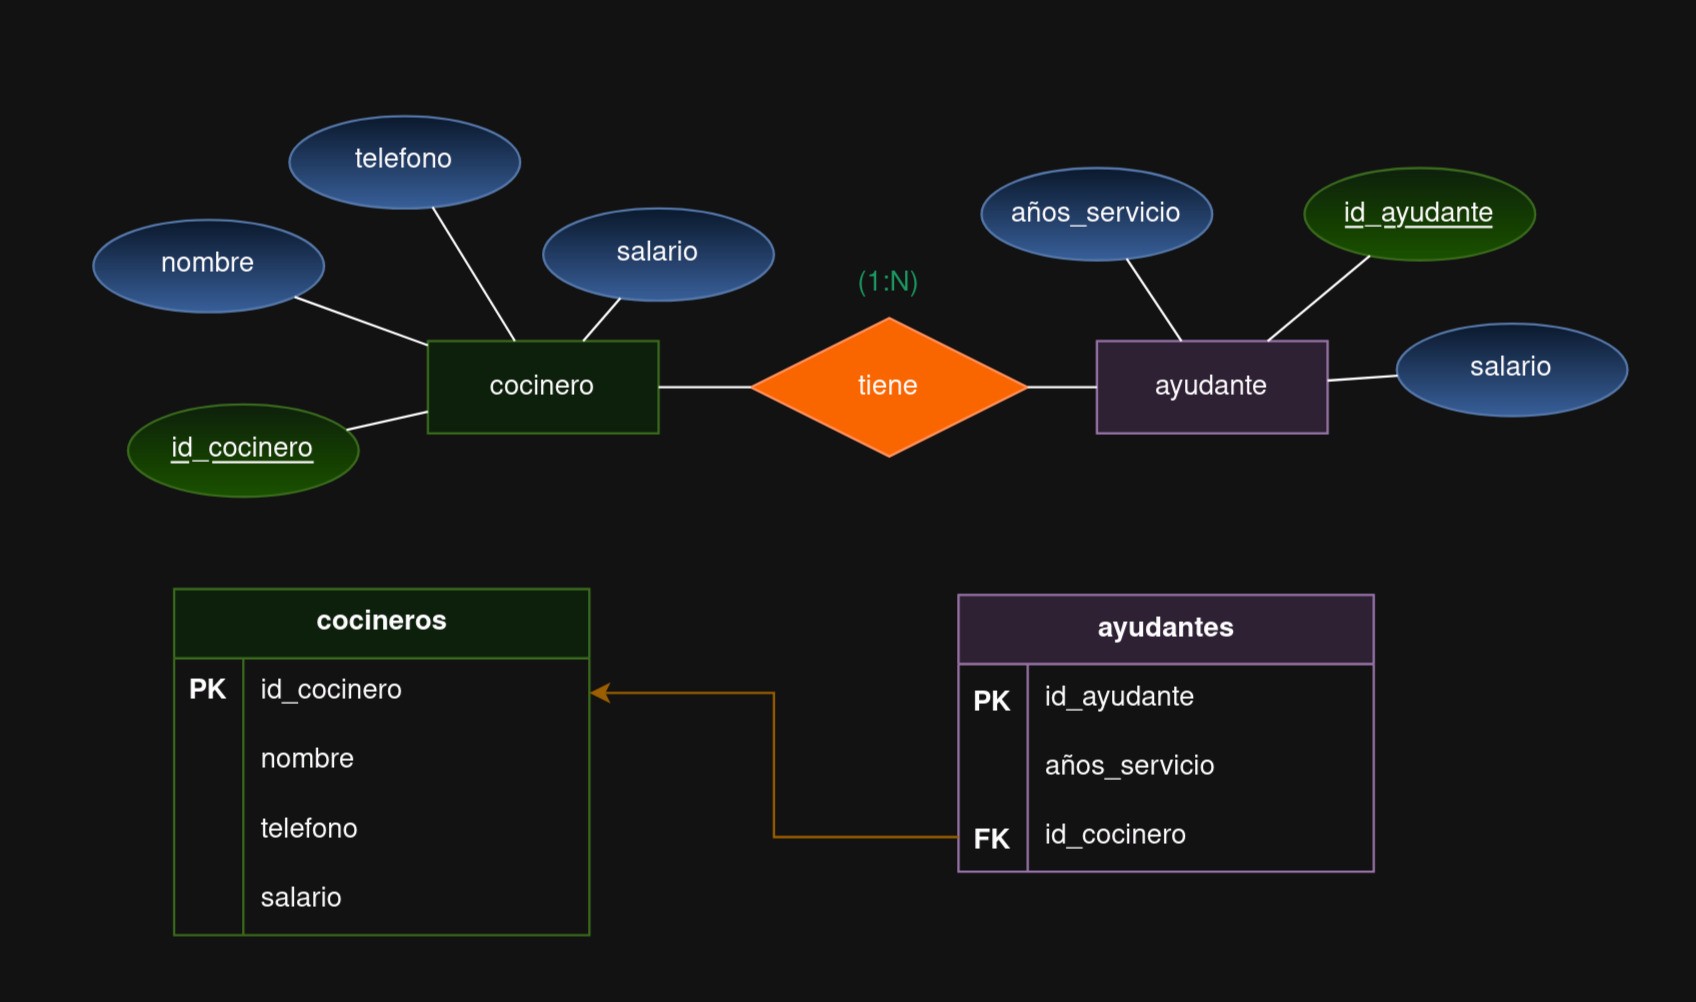 telefono
nombre
salario
años_servicio
id_ayudante
(1:N)
cocinero
tiene
ayudante
salario
id_cocinero
cocineros
PK id_cocinero
nombre
telefono
salario
ayudantes
PK id_ayudante
años_servicio
FK id_cocinero